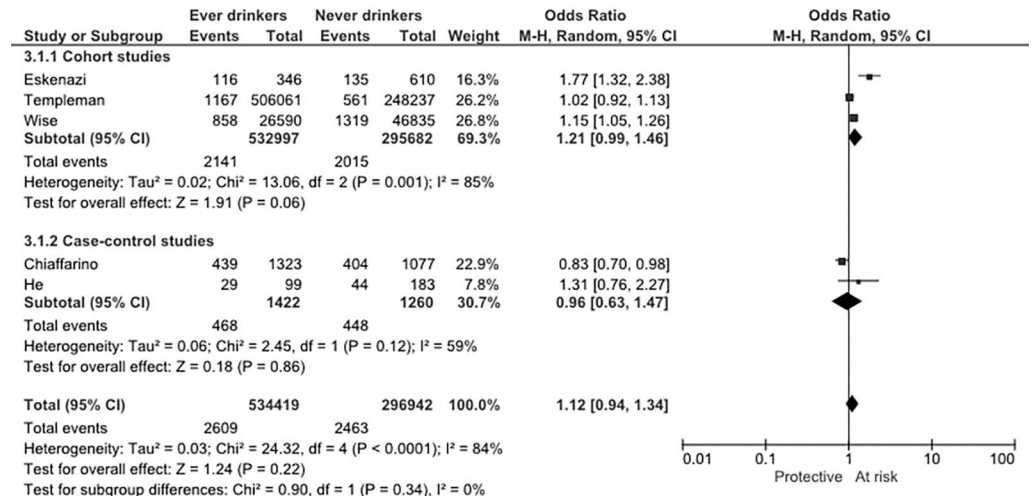 Ever drinkers Never drinkers Odds Ratio Odds Ratio
Study or Subgroup Events Total Events Total Weight M-H, Random, 95% CI M-H, Random, 95% CI
3.1.1 Cohort studies
Eskenazi 116 346 135 610 16.3% 1.77 [1.32, 2.38]
Templeman 1167 506061 561 248237 26.2% 1.02 [0.92, 1.13]
Wise 858 26590 1319 46835 26.8% 1.15 [1.05, 1.26]
Subtotal (95% CI) 532997 295682 69.3% 1.21 [0.99, 1.46]
Total events 2141 2015
Heterogeneity: Tau² = 0.02; Chi² = 13.06, df = 2 (P = 0.001); I² = 85%
Test for overall effect: Z = 1.91 (P = 0.06)
3.1.2 Case-control studies
Chiaffarino 439 1323 404 1077 22.9% 0.83 [0.70, 0.98]
He 29 99 44 183 7.8% 1.31 [0.76, 2.27]
Subtotal (95% CI) 1422 1260 30.7% 0.96 [0.63, 1.47]
Total events 468 448
Heterogeneity: Tau² = 0.06; Chi² = 2.45, df = 1 (P = 0.12); I² = 59%
Test for overall effect: Z = 0.18 (P = 0.86)
Total (95% CI) 534419 296942 100.0% 1.12 [0.94, 1.34]
Total events 2609 2463
Heterogeneity: Tau² = 0.03; Chi² = 24.32, df = 4 (P < 0.0001); I² = 84%
Test for overall effect: Z = 1.24 (P = 0.22)
Test for subgroup differences: Chi² = 0.90, df = 1 (P = 0.34), I² = 0%
0.01 0.1 1 10 100
Protective At risk